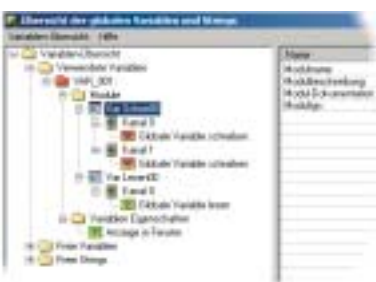 Übersicht der globalen Variablen und Strings
Variablen-Übersicht Hilfe
Variablen-Übersicht
Verwendete Variablen
VAR_001
Module
Kanal 0
Globale Variable schreiben
Kanal 1
Globale Variable schreiben
Kanal 0
Globale Variable lesen
Variablen Eigenschaften
Anzeige in Fenster
Freie Variablen
Freie Strings
Name
Modulname
Modulbeschreibung
Modul-Dokumentation
Modultyp